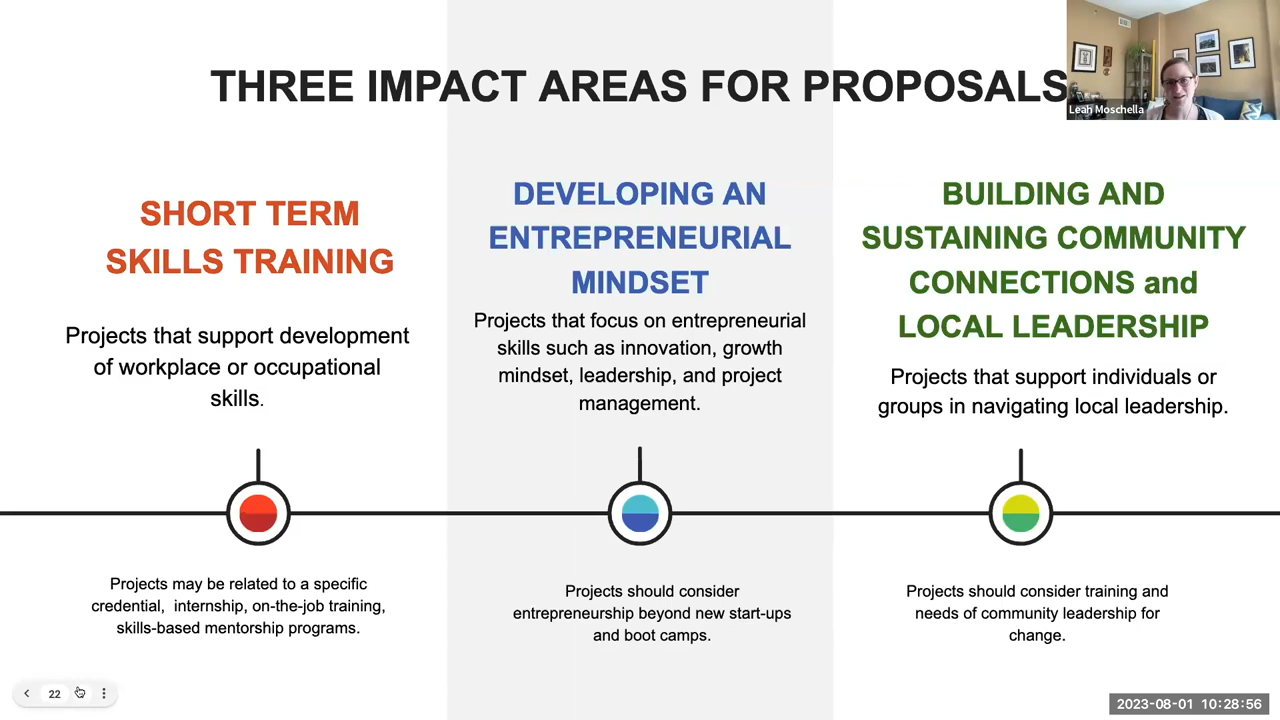 THREE IMPACT AREAS FOR PROPOSALS
Leah Moschella
SHORT TERM
SKILLS TRAINING
Projects that support development
of workplace or occupational
skills.
Projects may be related to a specific
credential, internship, on-the-job training,
skills-based mentorship programs.
DEVELOPING AN
ENTREPRENEURIAL
MINDSET
Projects that focus on entrepreneurial
skills such as innovation, growth
mindset, leadership, and project
management.
Projects should consider
entrepreneurship beyond new start-ups
and boot camps.
BUILDING AND
SUSTAINING COMMUNITY
CONNECTIONS and
LOCAL LEADERSHIP
Projects that support individuals or
groups in navigating local leadership.
Projects should consider training and
needs of community leadership for
change.
22
2023-08-01 10:28:56